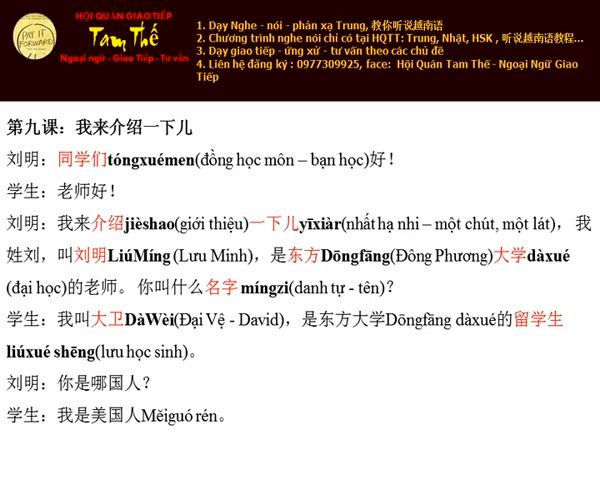 PAY IT
FORWARD
HỘI QUÁN GIAO TIẾP
Tam Thế
Ngoại ngữ - Giao Tiếp - Tư vấn
1. Dạy Nghe - nói - phản xạ Trung, 教你听说越南语
2. Chương trình nghe nói chỉ có tại HQTT: Trung, Nhật, HSK , 听说越南语教程...
3. Dạy giao tiếp - ứng xử - tư vấn theo các chủ đề
4. Liên hệ đăng ký : 0977309925, face: Hội Quán Tam Thế - Ngoại Ngữ Giao
Tiếp
第九课：我来介绍一下儿
刘明：同学们tóngxuémen(đồng học môn – bạn học)好！
学生：老师好！
刘明：我来介绍jièshao(giới thiệu)一下儿yīxiàr(nhất hạ nhi – một chút, một lát)， 我
姓刘，叫刘明LiúMíng (Lưu Minh)，是东方Dōngfāng(Đông Phương)大学dàxué
(đại học)的老师。 你叫什么名字 míngzi(danh tự - tên)？
学生：我叫大卫DàWèi(Đại Vệ - David)，是东方大学Dōngfāng dàxué的留学生
liúxué shēng(lưu học sinh)。
刘明：你是哪国人？
学生：我是美国人Měiguó rén。